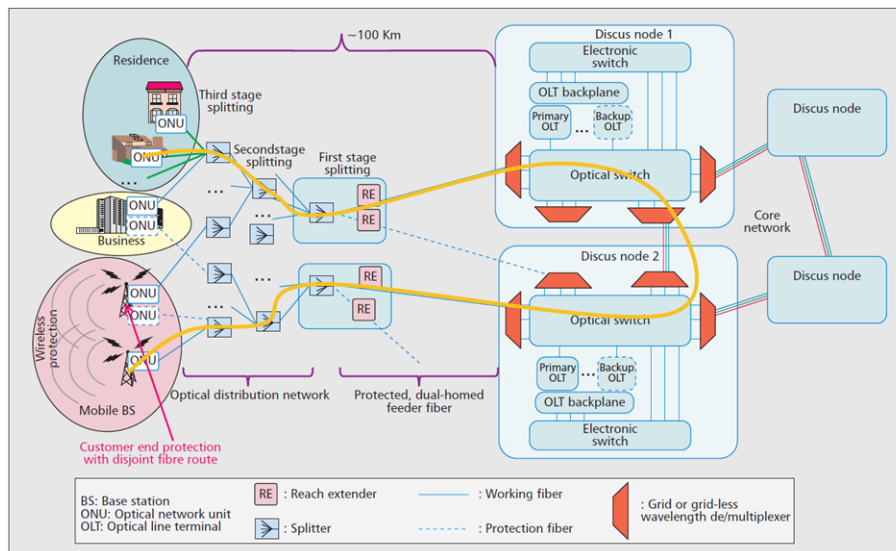 ~100 Km
Discus node 1
Electronic
switch
Residence
Third stage
splitting
OLT backplane
Discus node
ONU
Primary
OLT
...
Backup
OLT
Secondstage
splitting
First stage
splitting
ONU
...
RE
Optical switch
ONU
...
...
RE
ONU
Business
Core
network
Discus node 2
...
Discus node
ONU
RE
Wireless
protection
...
RE
Optical switch
ONU
Primary
OLT
...
Backup
OLT
Optical distribution network
Protected, dual-homed
feeder fiber
OLT backplane
Mobile BS
Electronic
switch
Customer end protection
with disjoint fibre route
BS: Base station
ONU: Optical network unit
OLT: Optical line terminal
RE : Reach extender
: Splitter
: Working fiber
: Protection fiber
: Grid or grid-less
wavelength de/multiplexer